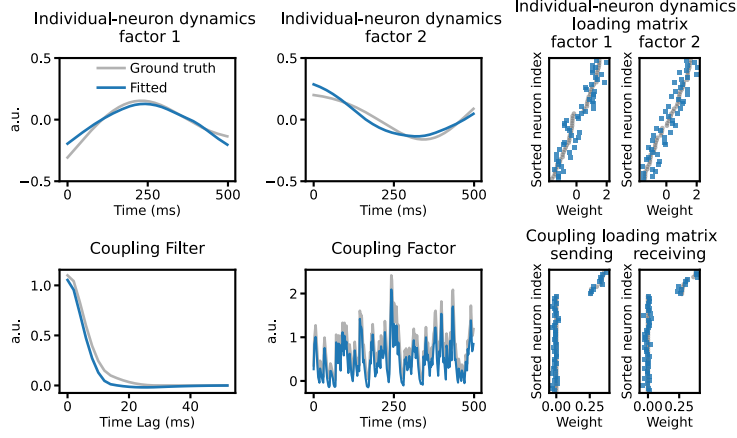 Individual-neuron dynamics
factor 1
Individual-neuron dynamics
factor 2
Individual-neuron dynamics
loading matrix
factor 1
factor 2
0.5
0.0
−0.5
a.u.
Ground truth
Fitted
0
250
500
Time (ms)
0.5
0.0
−0.5
0
250
500
Time (ms)
Sorted neuron index
0
2
Weight
Sorted neuron index
0
2
Weight
Coupling Filter
1.0
0.5
0.0
a.u.
0
20
40
Time Lag (ms)
Coupling Factor
2
1
0
0
250
500
Time (ms)
Coupling loading matrix
sending
receiving
Sorted neuron index
0.00
0.25
Weight
Sorted neuron index
0.00
0.25
Weight